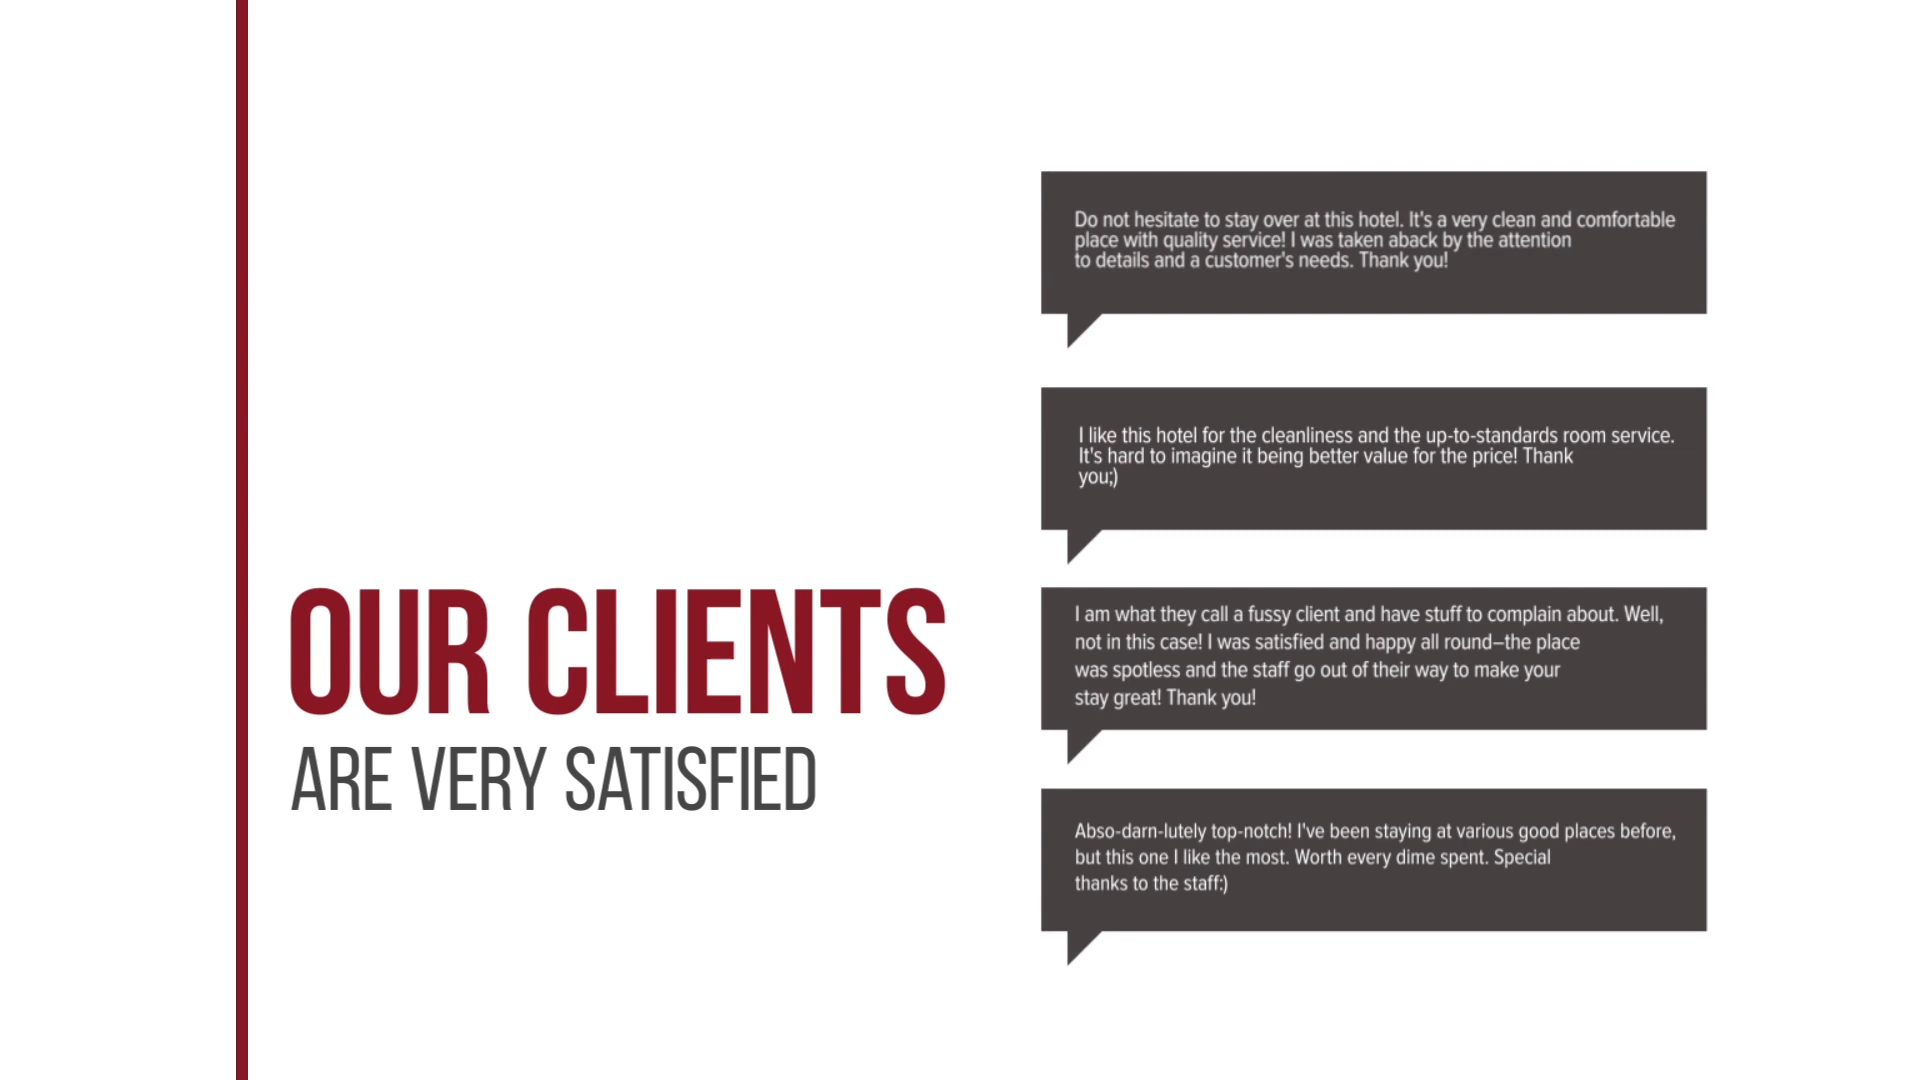 OUR CLIENTS
ARE VERY SATISFIED
Do not hesitate to stay over at this hotel. It's a very clean and comfortable
place with quality service! I was taken aback by the attention
to details and a customer's needs. Thank you!
I like this hotel for the cleanliness and the up-to-standards room service.
It's hard to imagine it being better value for the price! Thank
you;)
I am what they call a fussy client and have stuff to complain about. Well,
not in this case! I was satisfied and happy all round–the place
was spotless and the staff go out of their way to make your
stay great! Thank you!
Abso-darn-lutely top-notch! I've been staying at various good places before,
but this one I like the most. Worth every dime spent. Special
thanks to the staff:)